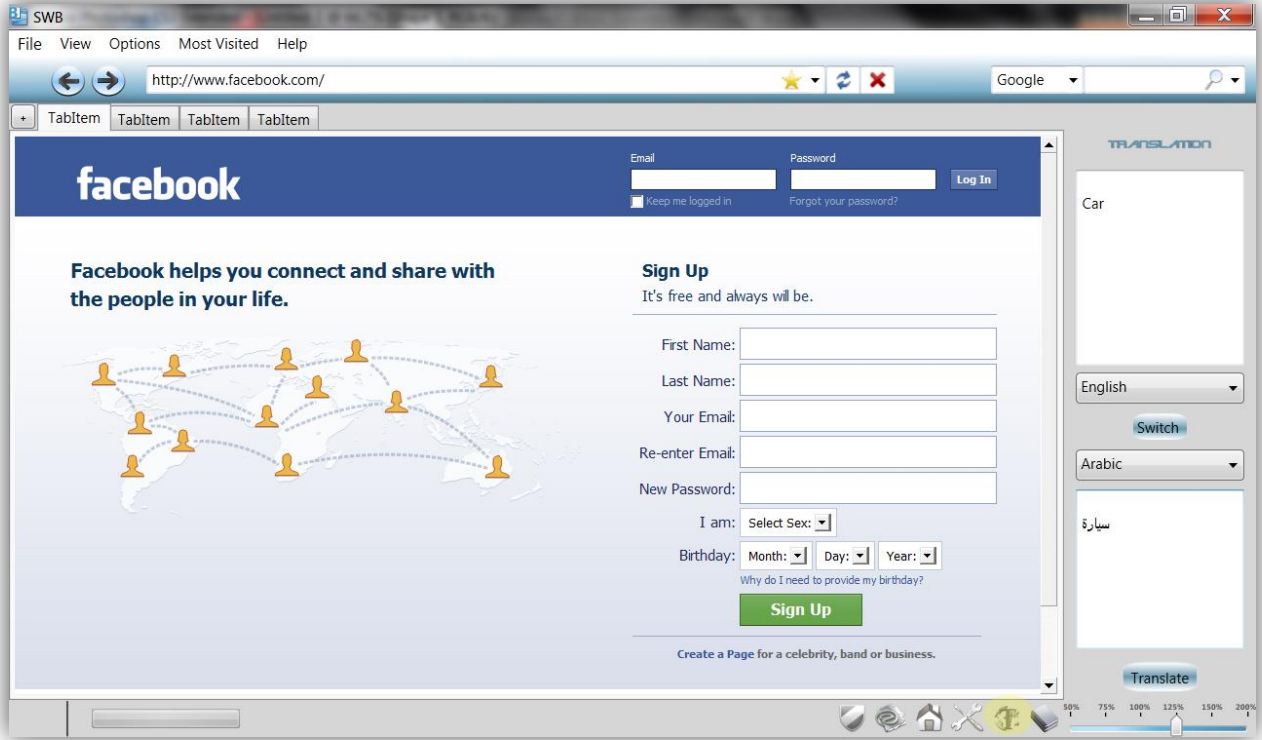 SWB
File View Options Most Visited Help
http://www.facebook.com/
Google
+ TabItem TabItem TabItem TabItem
TRANSLATION
facebook
Email Password
Log In
Keep me logged in Forgot your password?
Car
Facebook helps you connect and share with
the people in your life.
Sign Up
It's free and always will be.
First Name:
Last Name:
Your Email:
Re-enter Email:
New Password:
I am: Select Sex:
Birthday: Month: Day: Year:
Why do I need to provide my birthday?
Sign Up
Create a Page for a celebrity, band or business.
English
Switch
Arabic
سيارة
Translate
50% 75% 100% 125% 150% 200%